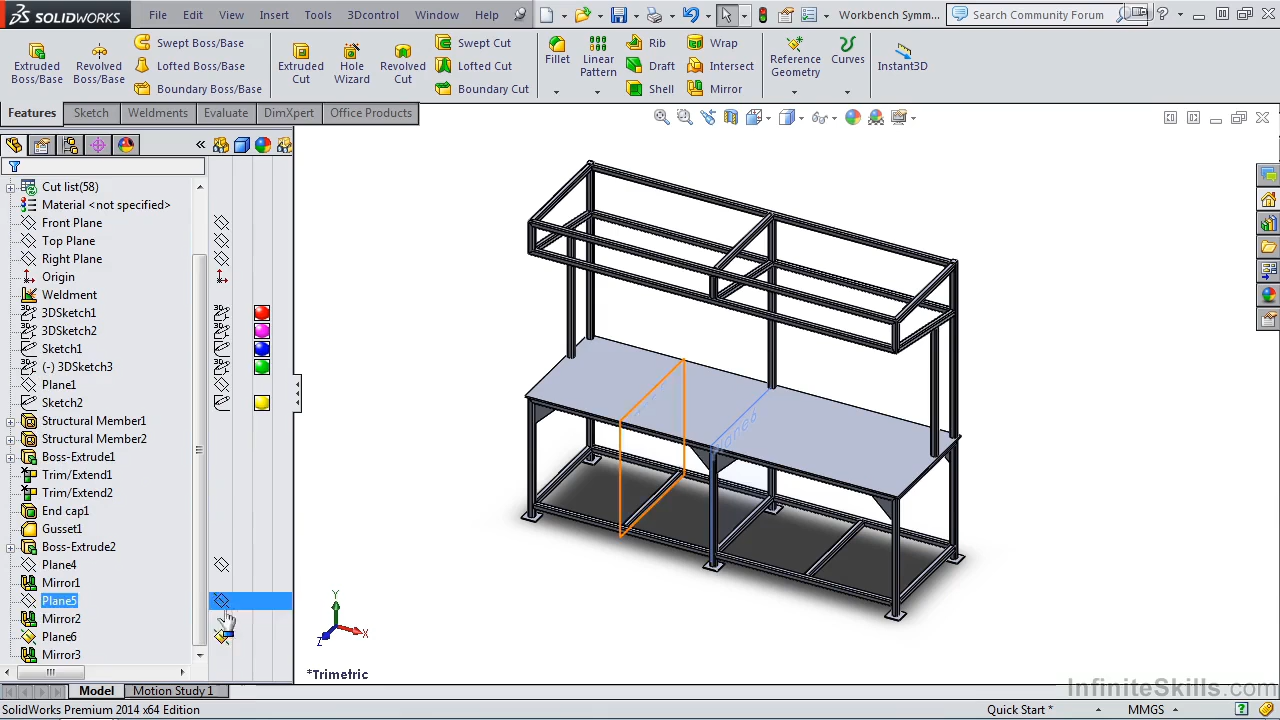 SOLIDWORKS File Edit View Insert Tools 3Dcontrol Window Help Workbench Symm... Search Community Forum
Extruded Boss/Base Revolved Boss/Base Swept Boss/Base Lofted Boss/Base Boundary Boss/Base Extruded Cut Hole Wizard Revolved Cut Swept Cut Lofted Cut Boundary Cut Fillet Linear Pattern Rib Draft Shell Wrap Intersect Mirror Reference Geometry Curves Instant3D
Features Sketch Weldments Evaluate DimXpert Office Products
Cut list(58)
Material <not specified>
Front Plane
Top Plane
Right Plane
Origin
Weldment
3DSketch1
3DSketch2
Sketch1
(-) 3DSketch3
Plane1
Sketch2
Structural Member1
Structural Member2
Boss-Extrude1
Trim/Extend1
Trim/Extend2
End cap1
Gusset1
Boss-Extrude2
Plane4
Mirror1
Plane5
Mirror2
Plane6
Mirror3
Plane6
Y
X
Z
*Trimetric
Model Motion Study 1
InfiniteSkills.com
SolidWorks Premium 2014 x64 Edition Quick Start * MMGS